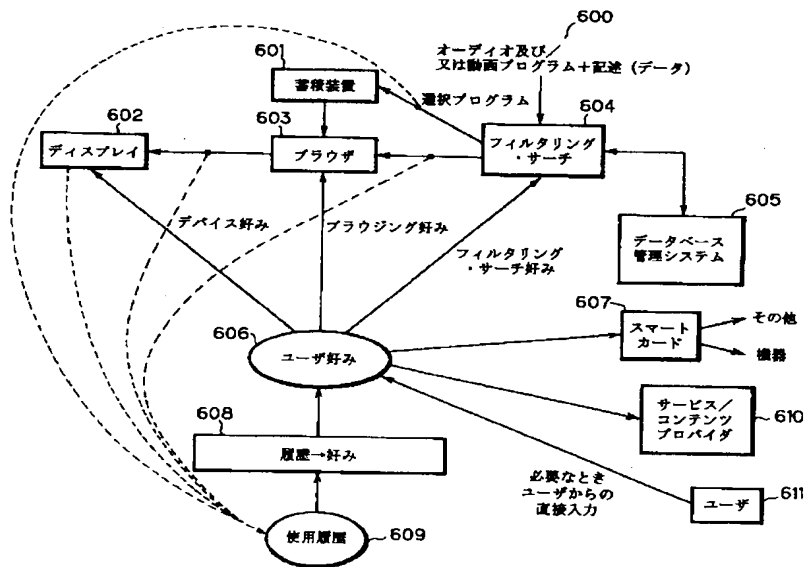 600
オーディオ及び/
又は動画プログラム+記述(データ)
601
蓄積装置
選択プログラム
604
602
603
ディスプレイ
ブラウザ
フィルタリング
・サーチ
605
デバイス好み
ブラウジング好み
フィルタリング
・サーチ好み
データベース
管理システム
607
606
スマート
カード
その他
機器
ユーザ好み
608
サービス/
コンテンツ
プロバイダ
610
履歴→好み
必要なとき
ユーザからの
直接入力
ユーザ
611
使用履歴
609